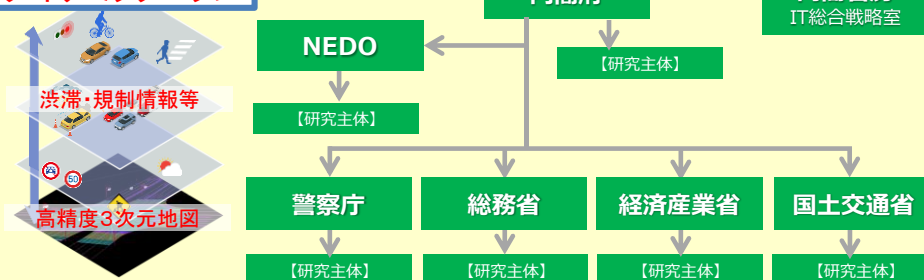 IT総合戦略室
NEDO
【研究主体】
渋滞・規制情報等
【研究主体】
50
警察庁
総務省
経済産業省
国土交通省
高精度3次元地図
【研究主体】
【研究主体】
【研究主体】
【研究主体】